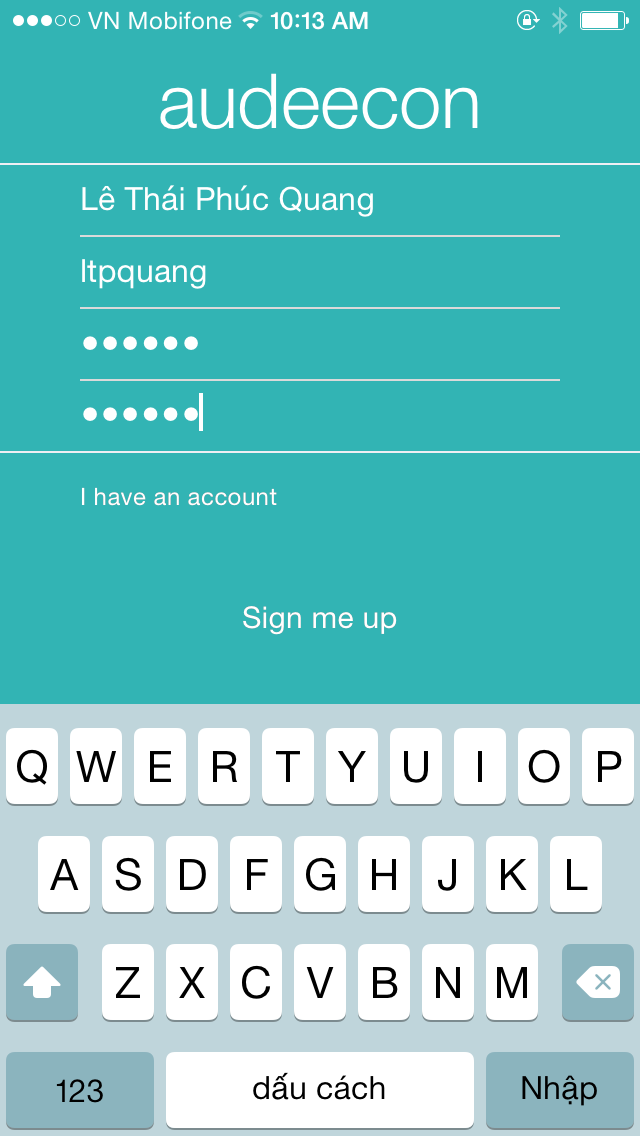 VN Mobifone 10:13 AM
audeecon
Lê Thái Phúc Quang
ltpquang
••••••
••••••
I have an account
Sign me up
Q W E R T Y U I O P
A S D F G H J K L
Z X C V B N M
123 dấu cách Nhập